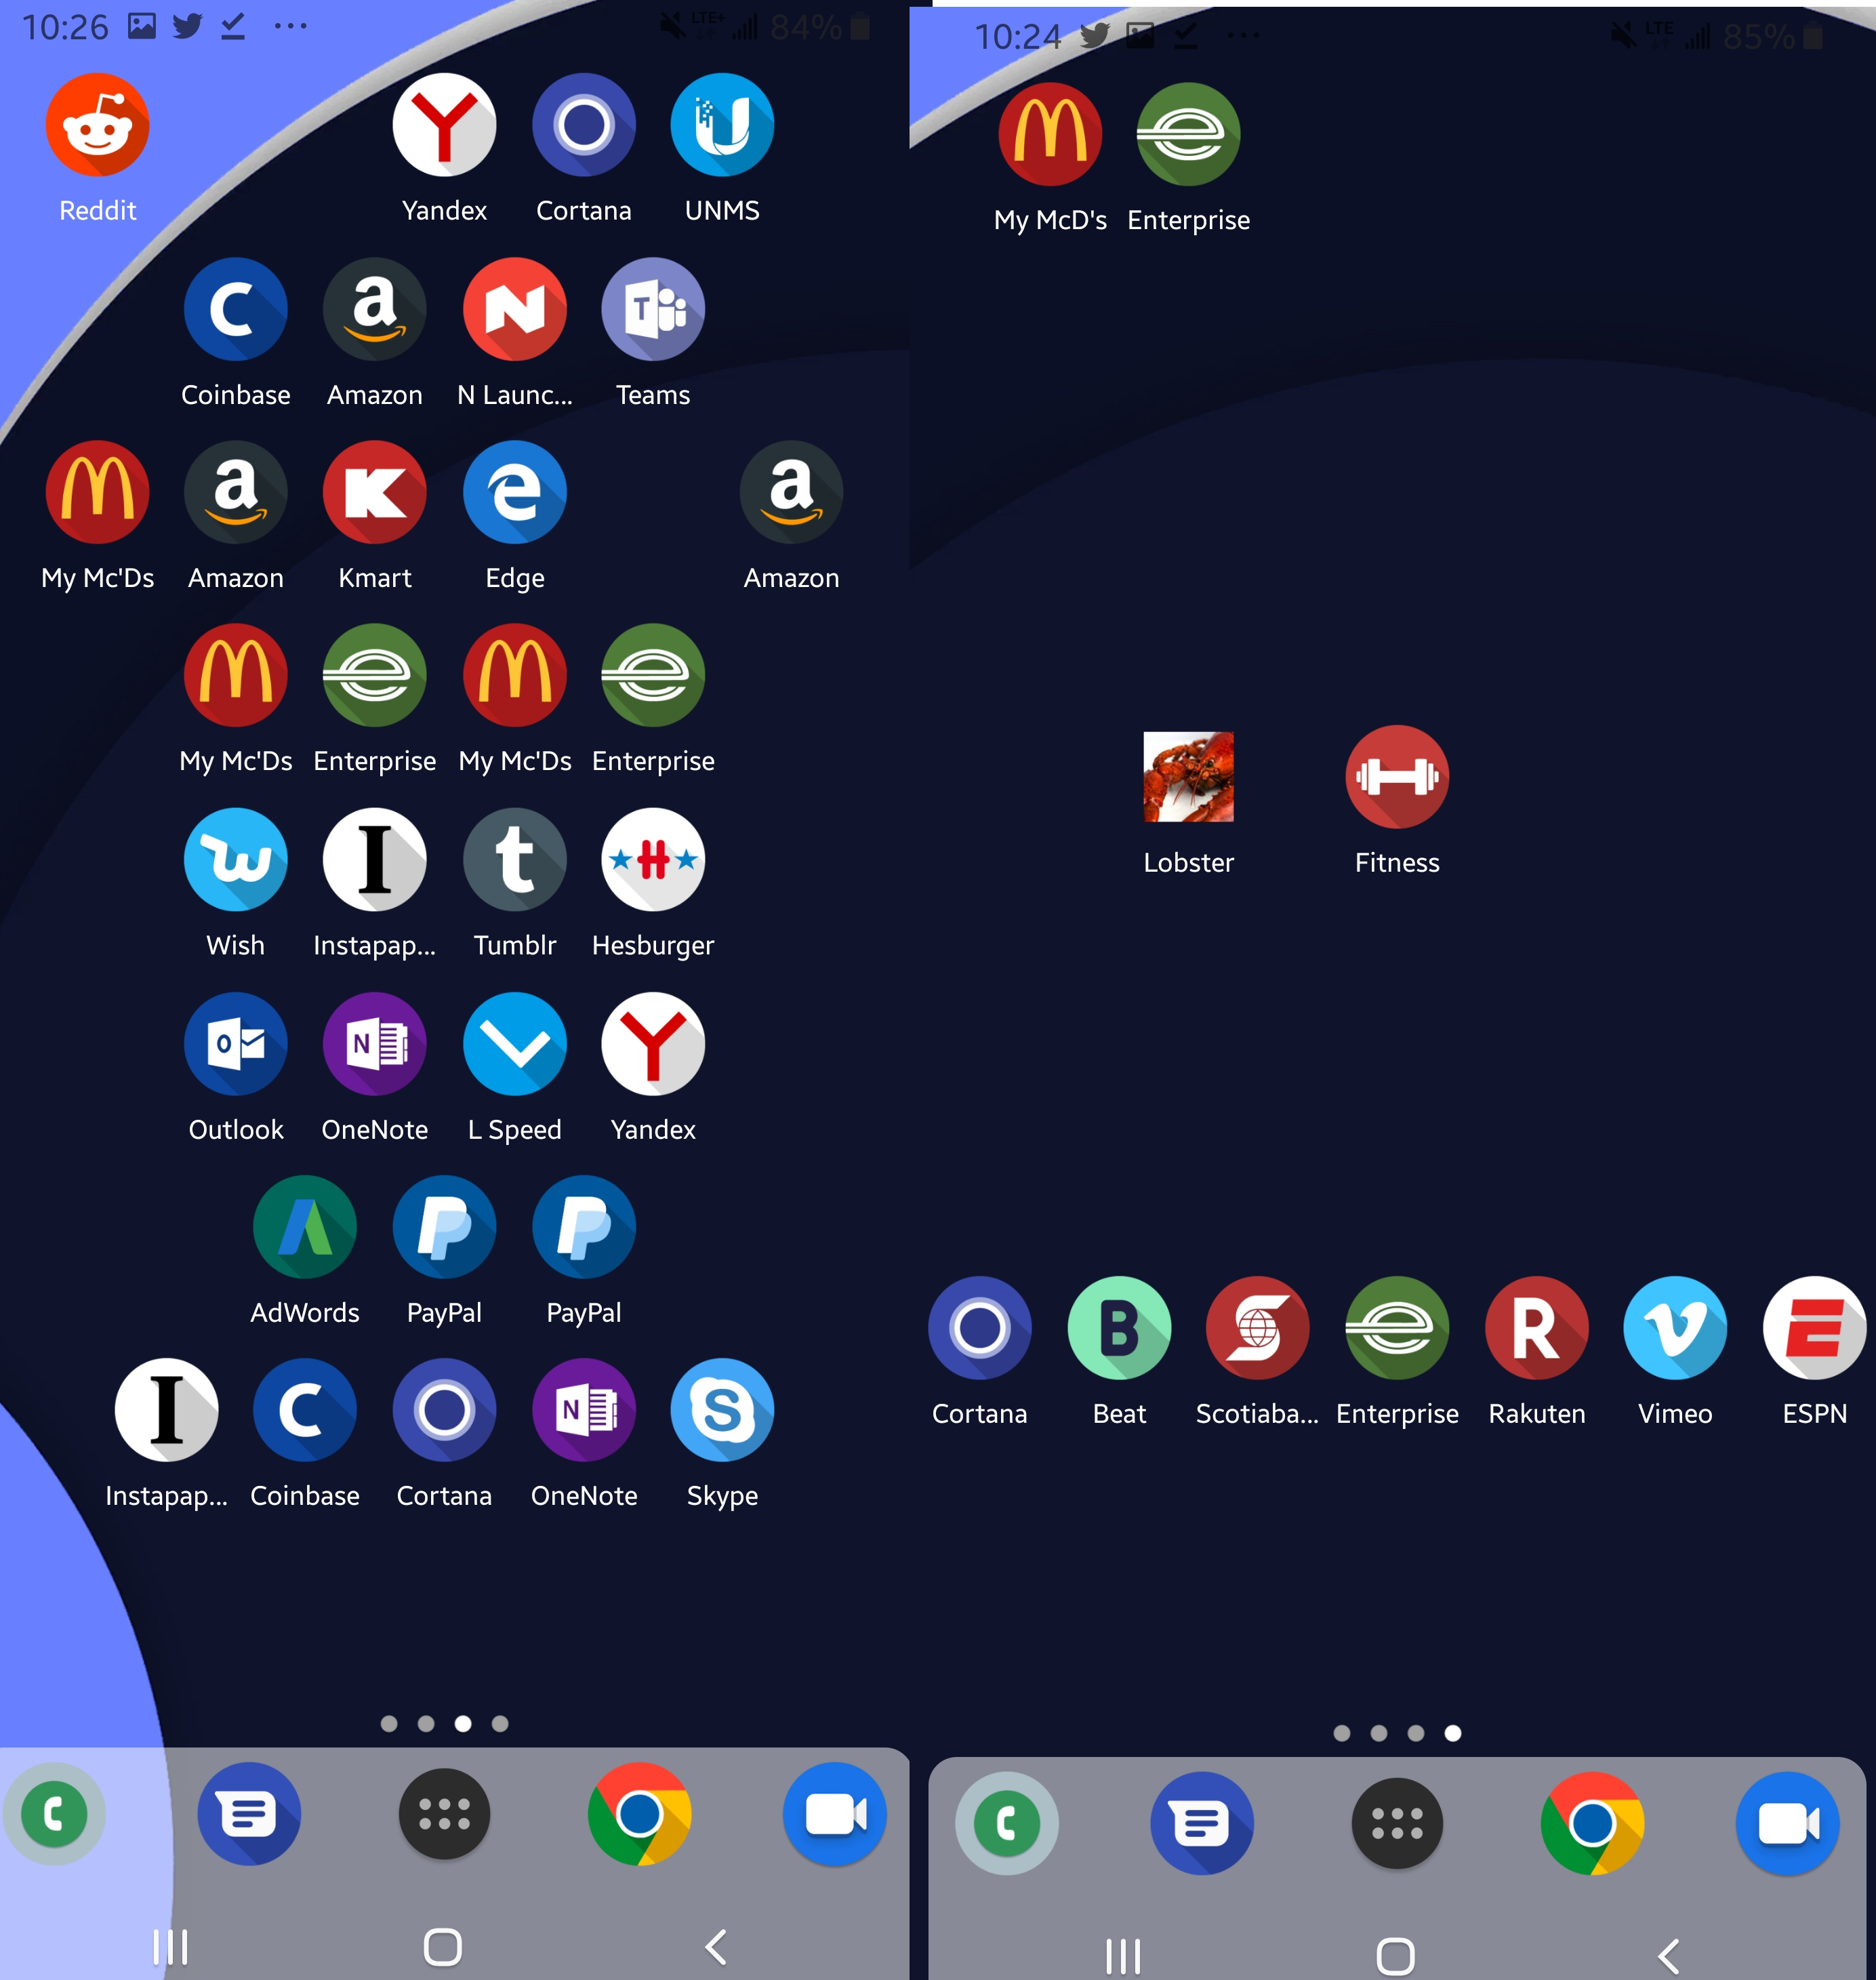 10:26
LTE+
84%
Reddit
Yandex
Cortana
UNMS
Coinbase
Amazon
N Launc...
Teams
My Mc'Ds
Amazon
Kmart
Edge
Amazon
My Mc'Ds
Enterprise
My Mc'Ds
Enterprise
Wish
Instapap...
Tumblr
Hesburger
Outlook
OneNote
L Speed
Yandex
AdWords
PayPal
PayPal
Instapap...
Coinbase
Cortana
OneNote
Skype
10:24
LTE
85%
My McD's
Enterprise
Lobster
Fitness
Cortana
Beat
Scotiaba...
Enterprise
Rakuten
Vimeo
ESPN